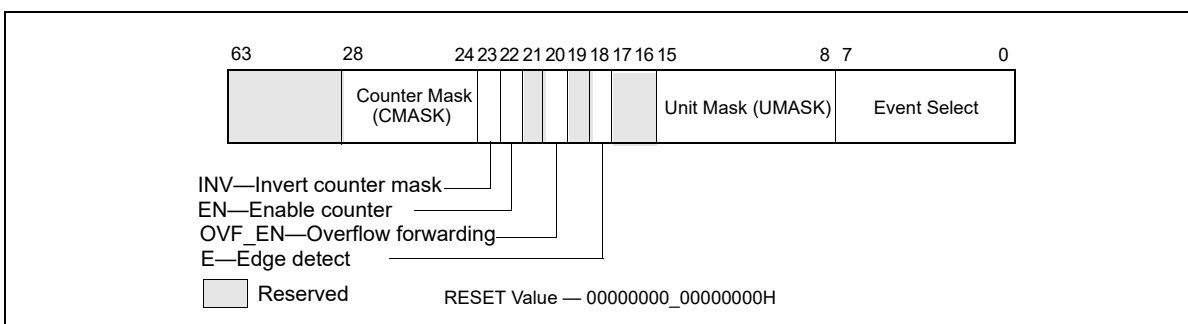 63 28 24 23 22 21 20 19 18 17 16 15 8 7 0
Counter Mask
(CMASK)
Unit Mask (UMASK)
Event Select
INV—Invert counter mask
EN—Enable counter
OVF_EN—Overflow forwarding
E—Edge detect
Reserved
RESET Value — 00000000_00000000H